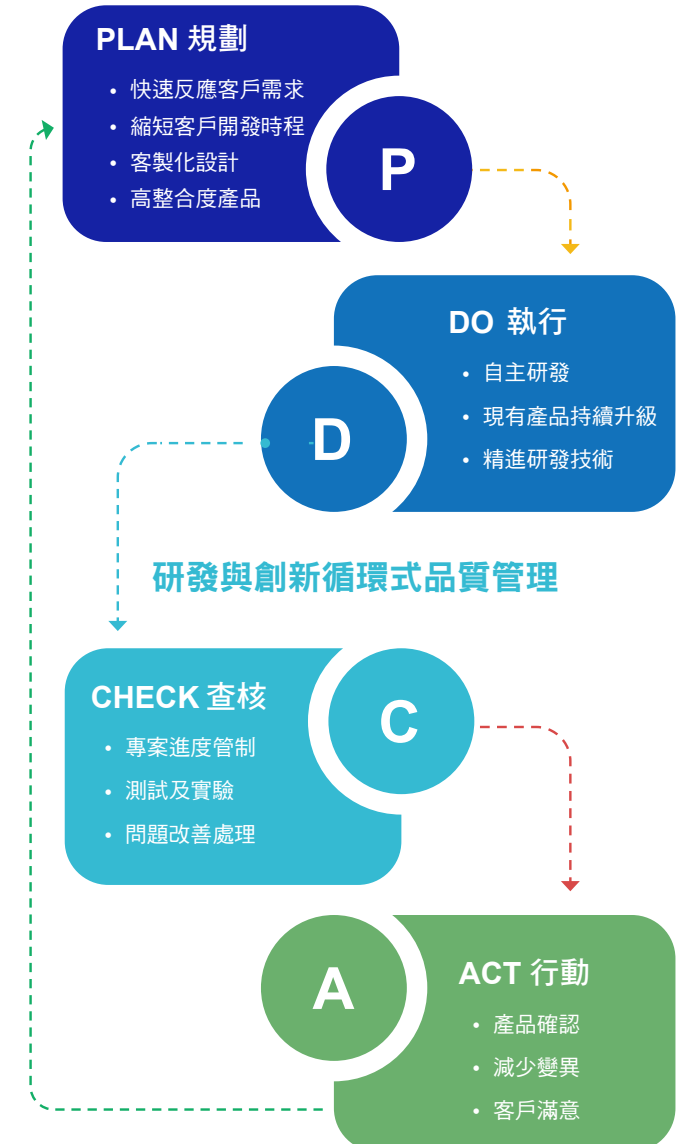 PLAN 規劃
• 快速反應客戶需求
• 縮短客戶開發時程
• 客製化設計
• 高整合度產品
P
DO 執行
• 自主研發
• 現有產品持續升級
• 精進研發技術
D
研發與創新循環式品質管理
CHECK 查核
• 專案進度管制
• 測試及實驗
• 問題改善處理
C
ACT 行動
• 產品確認
• 減少變異
• 客戶滿意
A